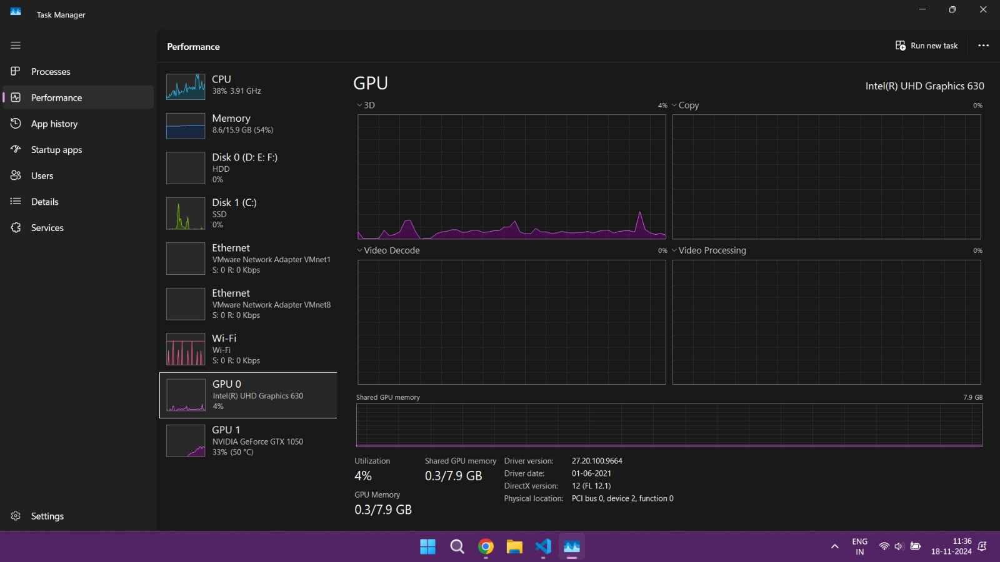 Task Manager
Processes
Performance
App history
Startup apps
Users
Details
Services
Settings
Performance
Run new task
CPU
38% 3.91 GHz
Memory
8.6/15.9 GB (54%)
Disk 0 (D: E: F:)
HDD
0%
Disk 1 (C:)
SSD
0%
Ethernet
VMware Network Adapter VMnet1
S: 0 R: 0 Kbps
Ethernet
VMware Network Adapter VMnet8
S: 0 R: 0 Kbps
Wi-Fi
Wi-Fi
S: 0 R: 0 Kbps
GPU 0
Intel(R) UHD Graphics 630
4%
GPU 1
NVIDIA GeForce GTX 1050
33% (50 °C)
GPU
Intel(R) UHD Graphics 630
3D 4%
Copy 0%
Video Decode 0%
Video Processing 0%
Shared GPU memory 7.9 GB
Utilization
4%
Shared GPU memory
0.3/7.9 GB
GPU Memory
0.3/7.9 GB
Driver version: 27.20.100.9664
Driver date: 01-06-2021
DirectX version: 12 (FL 12.1)
Physical location: PCI bus 0, device 2, function 0
ENG
IN
11:36
18-11-2024